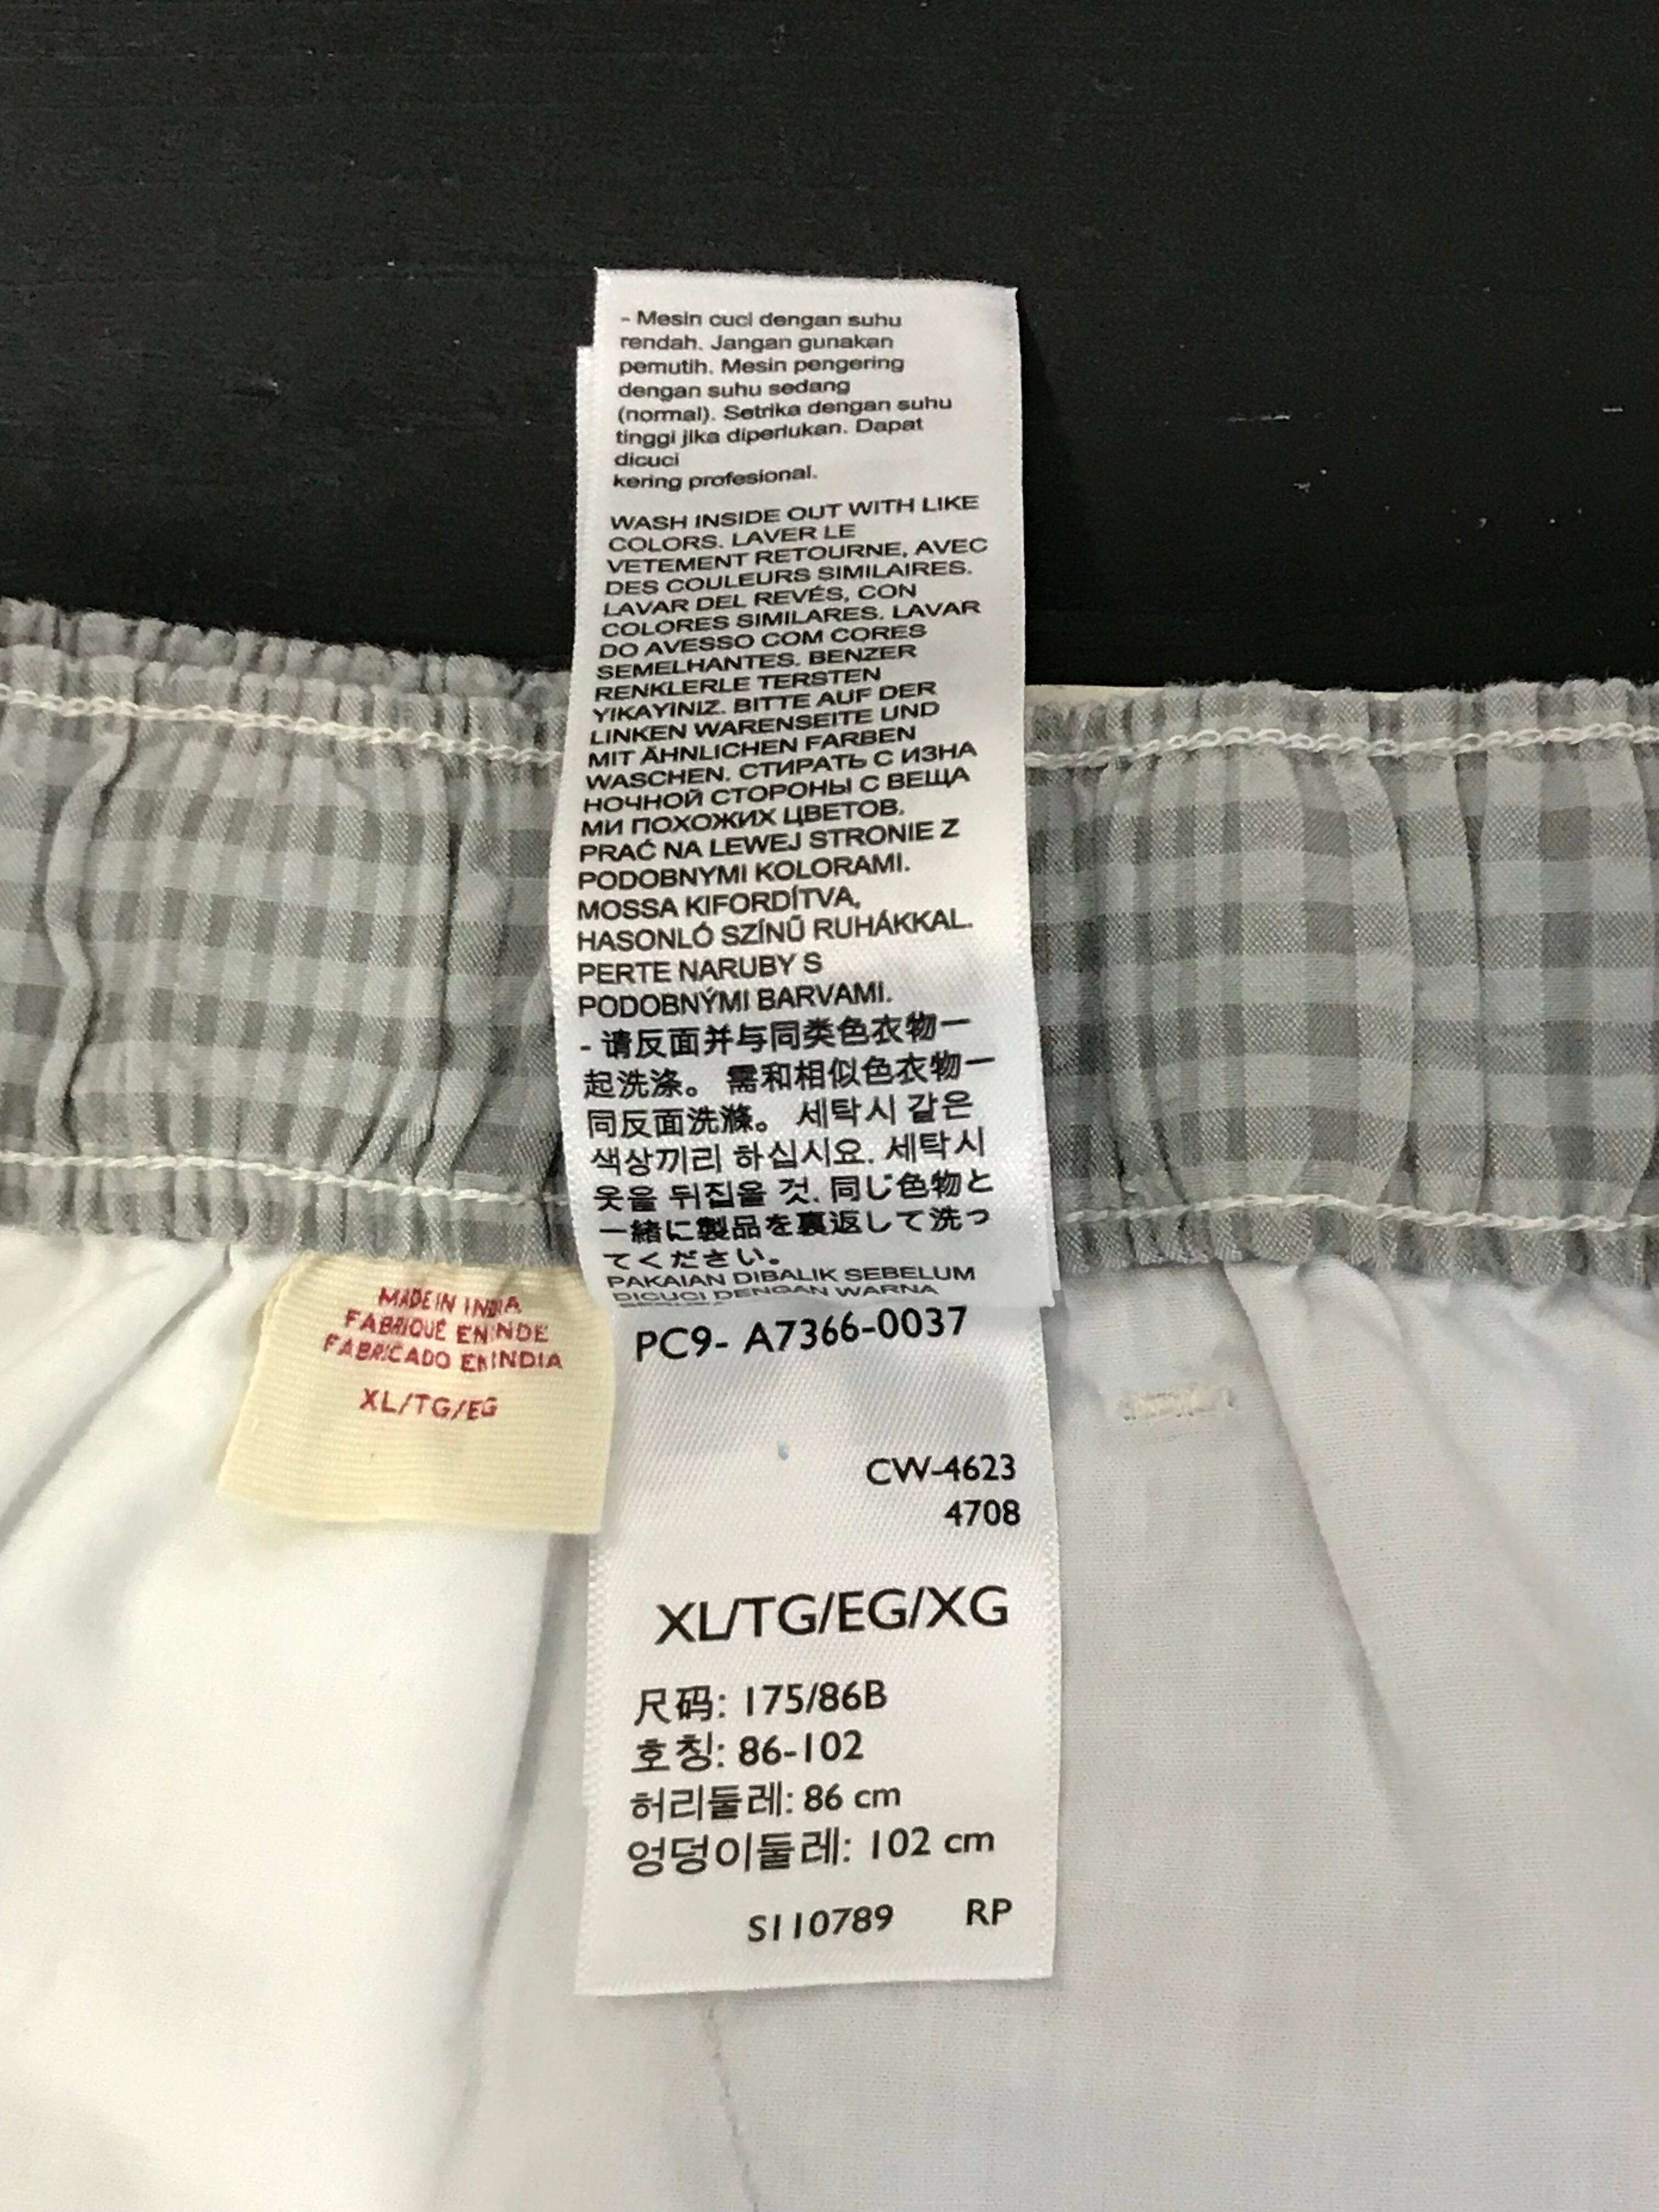 - Mesin cuci dengan suhu
rendah. Jangan gunakan
pemutih. Mesin pengering
dengan suhu sedang
(normal). Setrika dengan suhu
tinggi jika diperlukan. Dapat
dicuci
kering profesional.
WASH INSIDE OUT WITH LIKE
COLORS. LAVER LE
VETEMENT RETOURNE, AVEC
DES COULEURS SIMILAIRES.
LAVAR DEL REVÉS, CON
COLORES SIMILARES. LAVAR
DO AVESSO COM CORES
SEMELHANTES. BENZER
RENKLERLE TERSTEN
YIKAYINIZ. BITTE AUF DER
LINKEN WARENSEITE UND
MIT ÄHNLICHEN FARBEN
WASCHEN. СТИРАТЬ С ИЗНА
НОЧНОЙ СТОРОНЫ С ВЕЩА
МИ ПОХОЖИХ ЦВЕТОВ.
PRAĆ NA LEWEJ STRONIE Z
PODOBNYMI KOLORAMI.
MOSSA KIFORDÍTVA,
HASONLÓ SZÍNŰ RUHÁKKAL.
PERTE NARUBY S
PODOBNÝMI BARVAMI.
- 请反面并与同类色衣物一
起洗涤。 需和相似色衣物一
同反面洗滌。 세탁시 같은
색상끼리 하십시요. 세탁시
옷을 뒤집을 것. 同じ色物と
一緒に製品を裏返して洗っ
てください。
PAKAIAN DIBALIK SEBELUM
DICUCI DENGAN WARNA
MADE IN INDIA
FABRIQUÉ EN INDE
FABRICADO EN INDIA
XL/TG/EG
PC9- A7366-0037
CW-4623
4708
XL/TG/EG/XG
尺码: 175/86B
호칭: 86-102
허리둘레: 86 cm
엉덩이둘레: 102 cm
S110789 RP